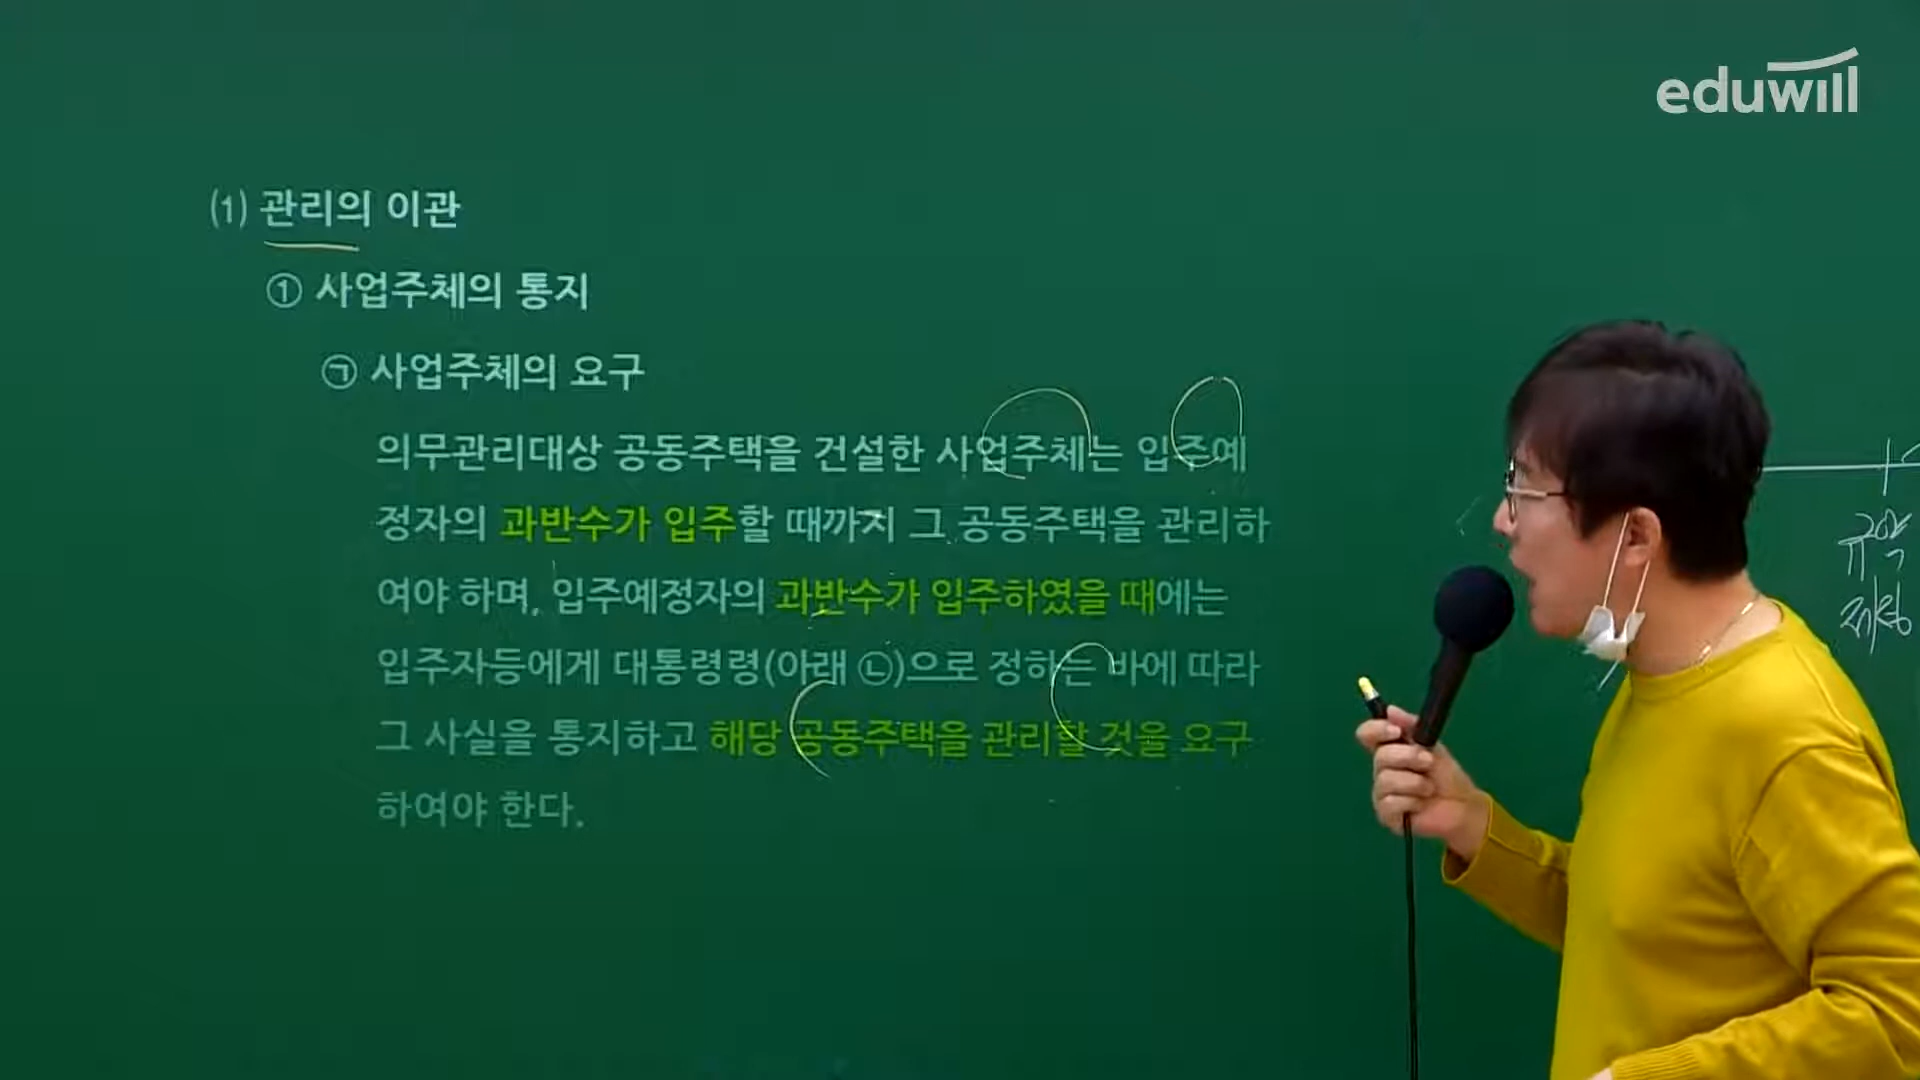 eduwill
(1) 관리의 이관
① 사업주체의 통지
㉠ 사업주체의 요구
의무관리대상 공동주택을 건설한 사업주체는 입주예
정자의 과반수가 입주할 때까지 그 공동주택을 관리하
여야 하며, 입주예정자의 과반수가 입주하였을 때에는
입주자등에게 대통령령(아래 ㉡)으로 정하는 바에 따라
그 사실을 통지하고 해당 공동주택을 관리할 것을 요구
하여야 한다.
규약
제정